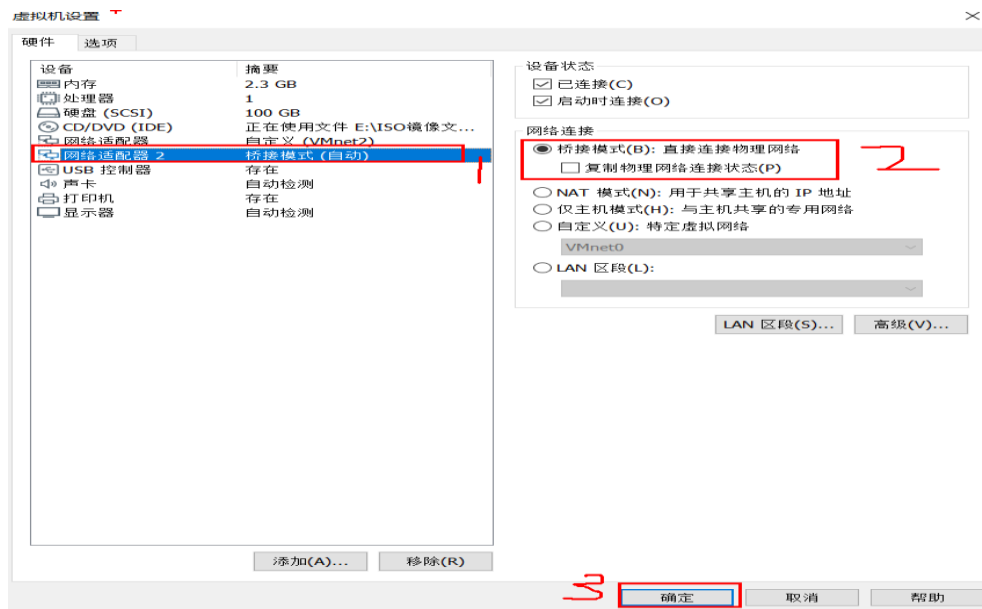 虚拟机设置
硬件 选项
设备 摘要
内存 2.3 GB
处理器 1
硬盘 (SCSI) 100 GB
CD/DVD (IDE) 正在使用文件 E:\ISO镜像文...
网络适配器 自定义 (VMnet2)
网络适配器 2 桥接模式 (自动)
USB 控制器 存在
声卡 自动检测
打印机 存在
显示器 自动检测
添加(A)... 移除(R)
1
设备状态
已连接(C)
启动时连接(O)
网络连接
桥接模式(B): 直接连接物理网络
复制物理网络连接状态(P)
2
NAT 模式(N): 用于共享主机的 IP 地址
仅主机模式(H): 与主机共享的专用网络
自定义(U): 特定虚拟网络
VMnet0
LAN 区段(L):
LAN 区段(S)... 高级(V)...
3
确定 取消 帮助